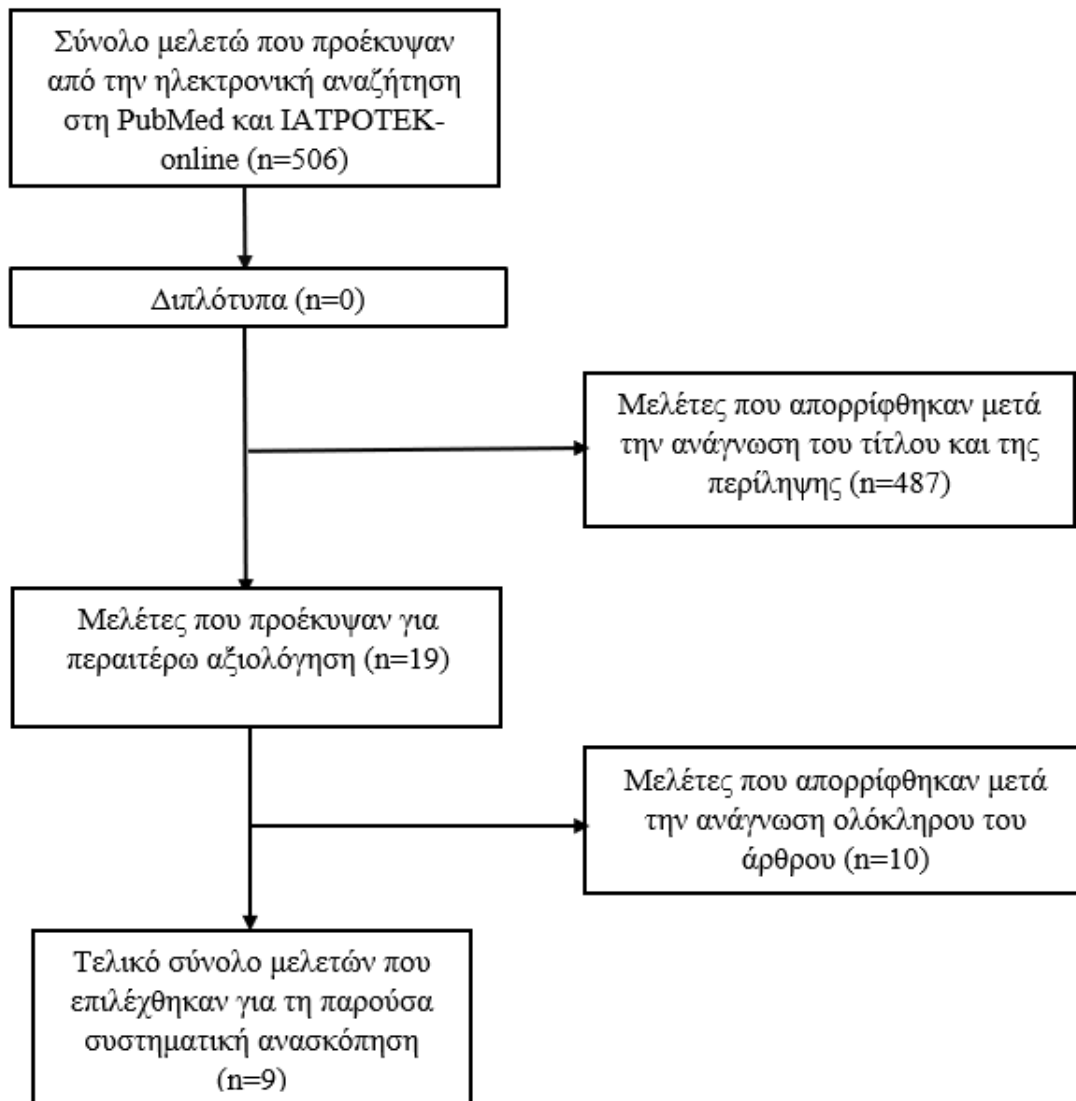 Σύνολο μελετώ που προέκυψαν
από την ηλεκτρονική αναζήτηση
στη PubMed και ΙΑΤΡΟΤΕΚ-
online (n=506)
Διπλότυπα (n=0)
Μελέτες που απορρίφθηκαν μετά
την ανάγνωση του τίτλου και της
περίληψης (n=487)
Μελέτες που προέκυψαν για
περαιτέρω αξιολόγηση (n=19)
Μελέτες που απορρίφθηκαν μετά
την ανάγνωση ολόκληρου του
άρθρου (n=10)
Τελικό σύνολο μελετών που
επιλέχθηκαν για τη παρούσα
συστηματική ανασκόπηση
(n=9)